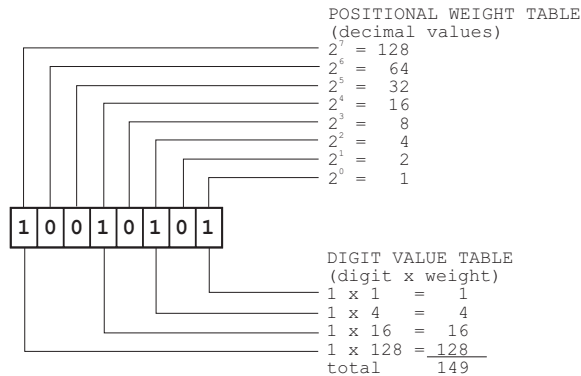 POSITIONAL WEIGHT TABLE
(decimal values)
2⁷ = 128
2⁶ = 64
2⁵ = 32
2⁴ = 16
2³ = 8
2² = 4
2¹ = 2
2⁰ = 1
1 0 0 1 0 1 0 1
DIGIT VALUE TABLE
(digit x weight)
1 x 1 = 1
1 x 4 = 4
1 x 16 = 16
1 x 128 = 128
total 149